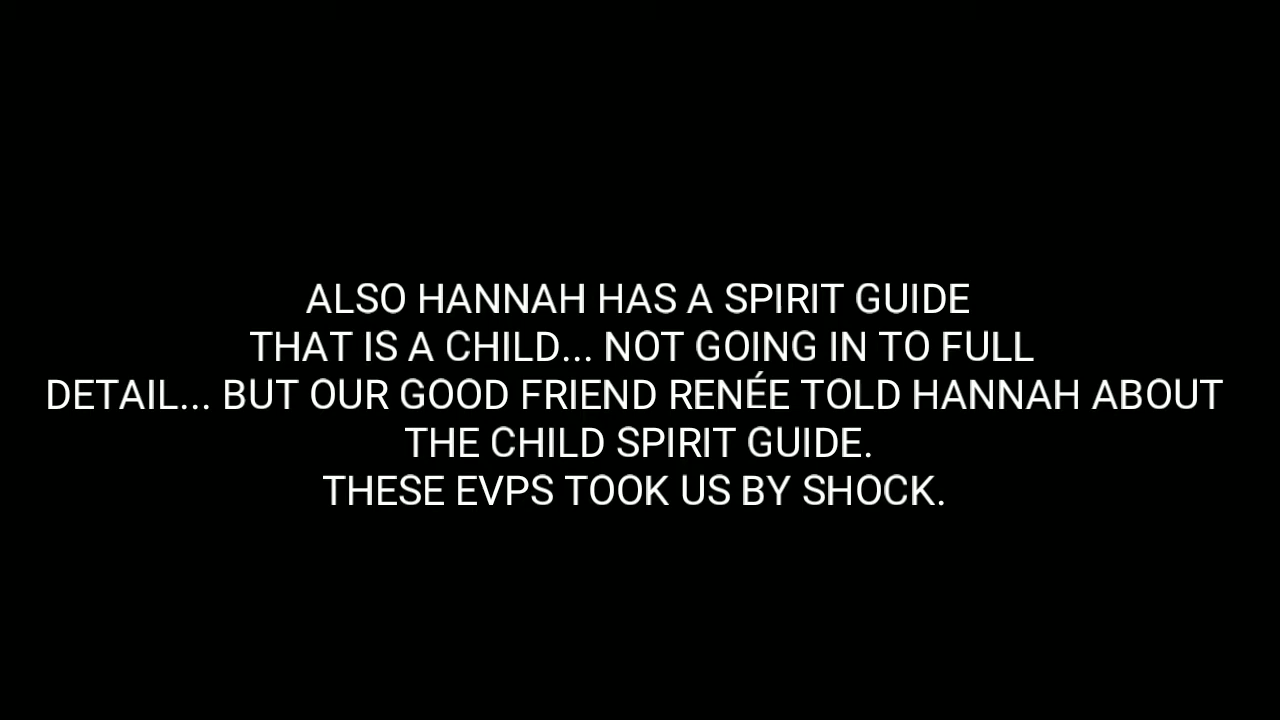 ALSO HANNAH HAS A SPIRIT GUIDE
THAT IS A CHILD... NOT GOING IN TO FULL
DETAIL... BUT OUR GOOD FRIEND RENÉE TOLD HANNAH ABOUT
THE CHILD SPIRIT GUIDE.
THESE EVPS TOOK US BY SHOCK.